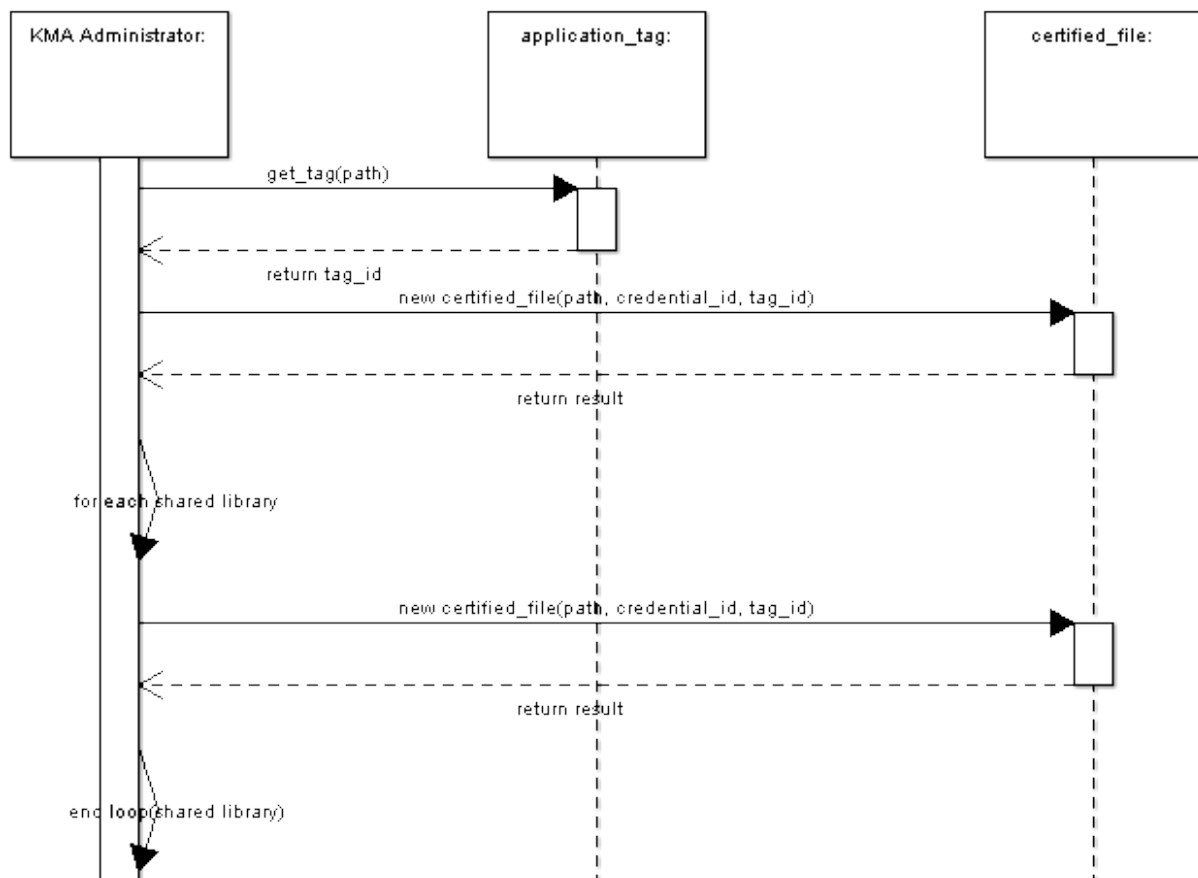 KMA Administrator:
application_tag:
certified_file:
get_tag(path)
return tag_id
new certified_file(path, credential_id, tag_id)
return result
for each shared library
new certified_file(path, credential_id, tag_id)
return result
end loop(shared library)